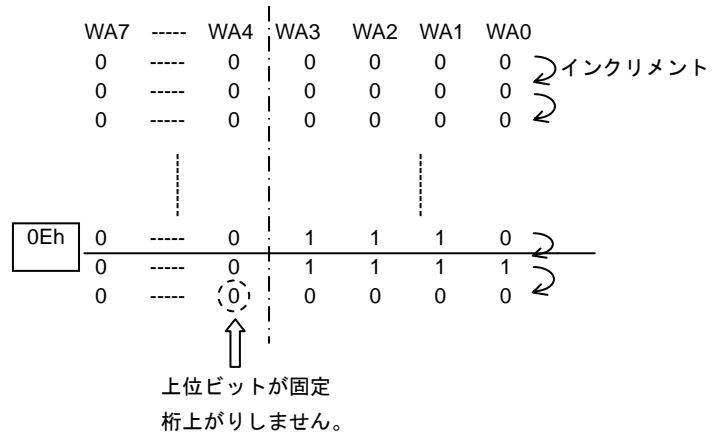 WA7 ----- WA4 WA3 WA2 WA1 WA0
0 ----- 0 0 0 0 0
インクリメント
0 ----- 0 0 0 0 0
0 ----- 0 0 0 0 0
0Eh 0 ----- 0 1 1 1 0
0 ----- 0 1 1 1 1
0 ----- 0 0 0 0 0
上位ビットが固定
桁上がりしません。